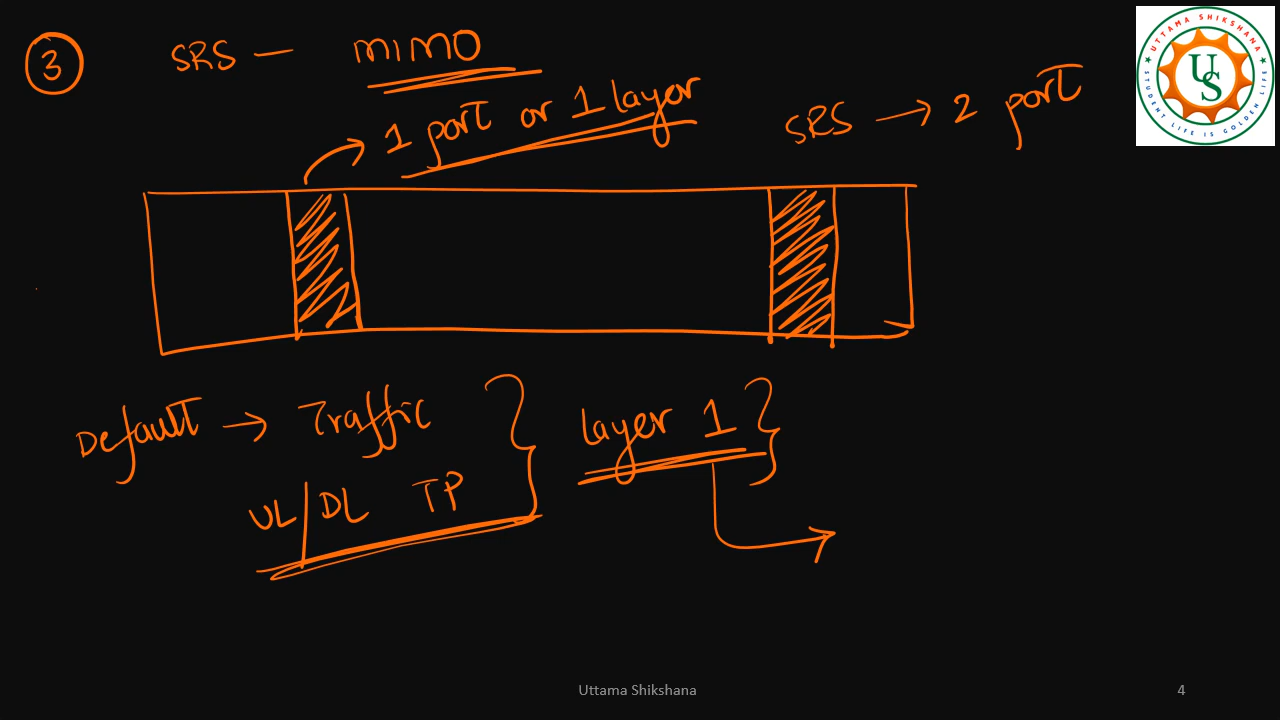 3 SRS — MIMO
1 port or 1 layer
SRS → 2 port
Default → Traffic
UL/DL TP
layer 1
UTTAMA SHIKSHANA
US
STUDENT LIFE IS GOLDEN LIFE
Uttama Shikshana
4